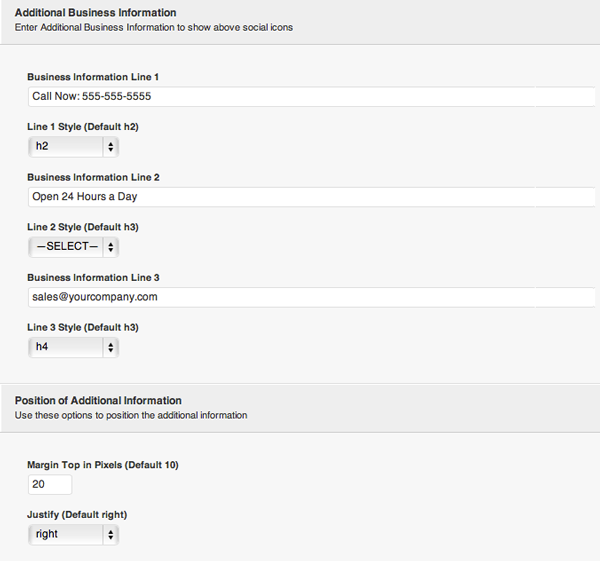 Additional Business Information
Enter Additional Business Information to show above social icons
Business Information Line 1
Call Now: 555-555-5555
Line 1 Style (Default h2)
h2
Business Information Line 2
Open 24 Hours a Day
Line 2 Style (Default h3)
—SELECT—
Business Information Line 3
sales@yourcompany.com
Line 3 Style (Default h3)
h4
Position of Additional Information
Use these options to position the additional information
Margin Top in Pixels (Default 10)
20
Justify (Default right)
right